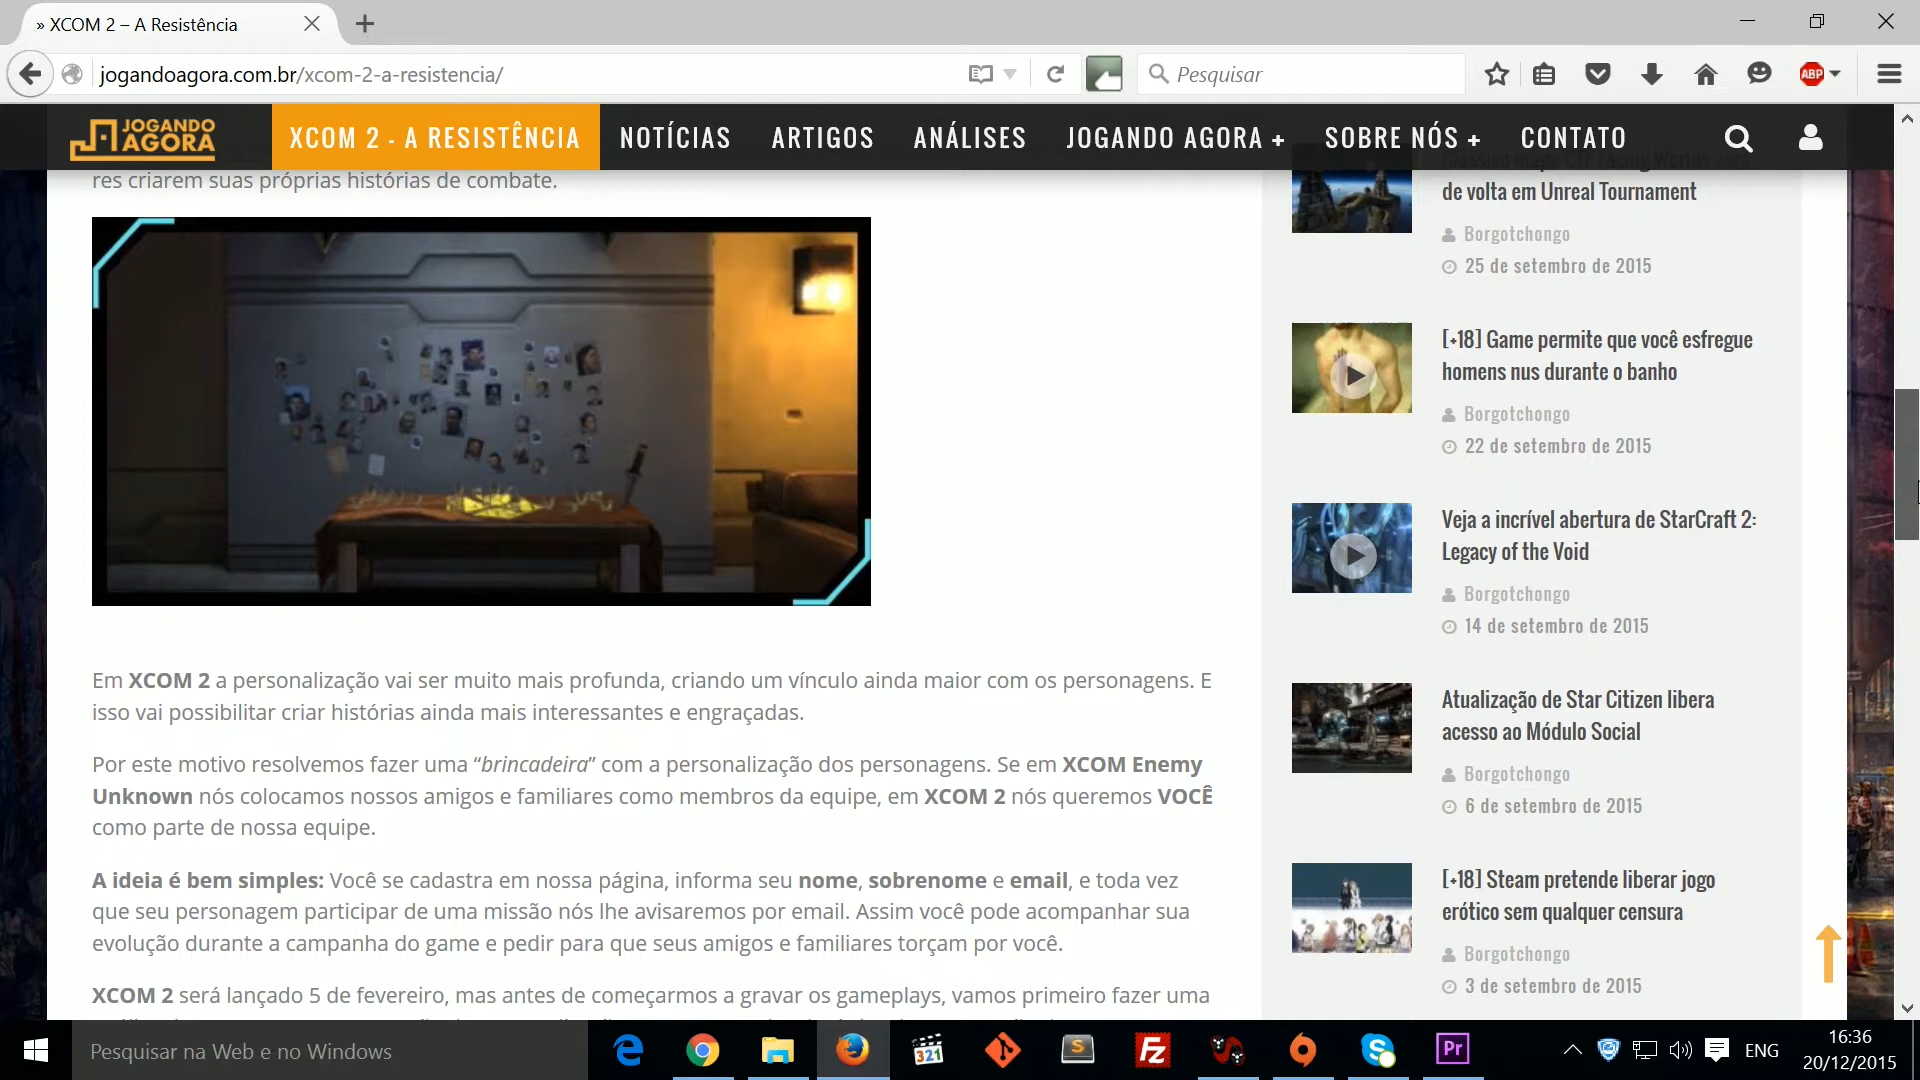 » XCOM 2 – A Resistência
jogandoagora.com.br/xcom-2-a-resistencia/
Pesquisar
ABP
JOGANDO
AGORA
XCOM 2 - A RESISTÊNCIA
NOTÍCIAS
ARTIGOS
ANÁLISES
JOGANDO AGORA +
SOBRE NÓS +
CONTATO
res criarem suas próprias histórias de combate.
Em XCOM 2 a personalização vai ser muito mais profunda, criando um vínculo ainda maior com os personagens. E
isso vai possibilitar criar histórias ainda mais interessantes e engraçadas.
Por este motivo resolvemos fazer uma “brincadeira” com a personalização dos personagens. Se em XCOM Enemy
Unknown nós colocamos nossos amigos e familiares como membros da equipe, em XCOM 2 nós queremos VOCÊ
como parte de nossa equipe.
A ideia é bem simples: Você se cadastra em nossa página, informa seu nome, sobrenome e email, e toda vez
que seu personagem participar de uma missão nós lhe avisaremos por email. Assim você pode acompanhar sua
evolução durante a campanha do game e pedir para que seus amigos e familiares torçam por você.
XCOM 2 será lançado 5 de fevereiro, mas antes de começarmos a gravar os gameplays, vamos primeiro fazer uma
de volta em Unreal Tournament
Borgotchongo
25 de setembro de 2015
[+18] Game permite que você esfregue
homens nus durante o banho
Borgotchongo
22 de setembro de 2015
Veja a incrível abertura de StarCraft 2:
Legacy of the Void
Borgotchongo
14 de setembro de 2015
Atualização de Star Citizen libera
acesso ao Módulo Social
Borgotchongo
6 de setembro de 2015
[+18] Steam pretende liberar jogo
erótico sem qualquer censura
Borgotchongo
3 de setembro de 2015
Pesquisar na Web e no Windows
321
S
Fz
S
Pr
ENG
16:36
20/12/2015